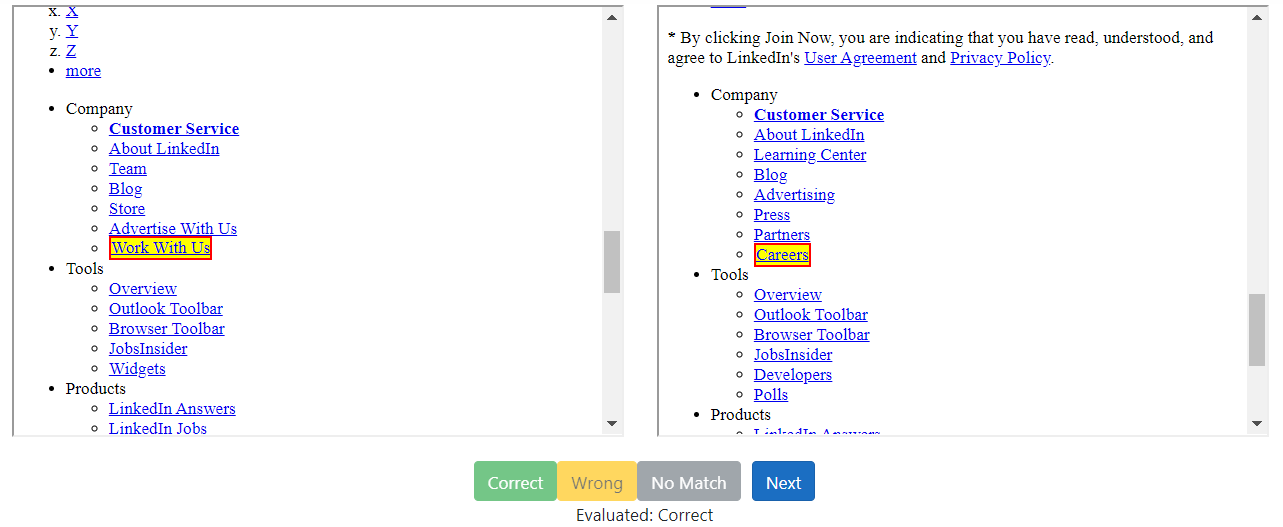 x. X
y. Y
z. Z
• more
• Company
◦ Customer Service
◦ About LinkedIn
◦ Team
◦ Blog
◦ Store
◦ Advertise With Us
◦ Work With Us
• Tools
◦ Overview
◦ Outlook Toolbar
◦ Browser Toolbar
◦ JobsInsider
◦ Widgets
• Products
◦ LinkedIn Answers
◦ LinkedIn Jobs
* By clicking Join Now, you are indicating that you have read, understood, and
agree to LinkedIn's User Agreement and Privacy Policy.
• Company
◦ Customer Service
◦ About LinkedIn
◦ Learning Center
◦ Blog
◦ Advertising
◦ Press
◦ Partners
◦ Careers
• Tools
◦ Overview
◦ Outlook Toolbar
◦ Browser Toolbar
◦ JobsInsider
◦ Developers
◦ Polls
• Products
◦ LinkedIn Answers
Correct Wrong No Match Next
Evaluated: Correct